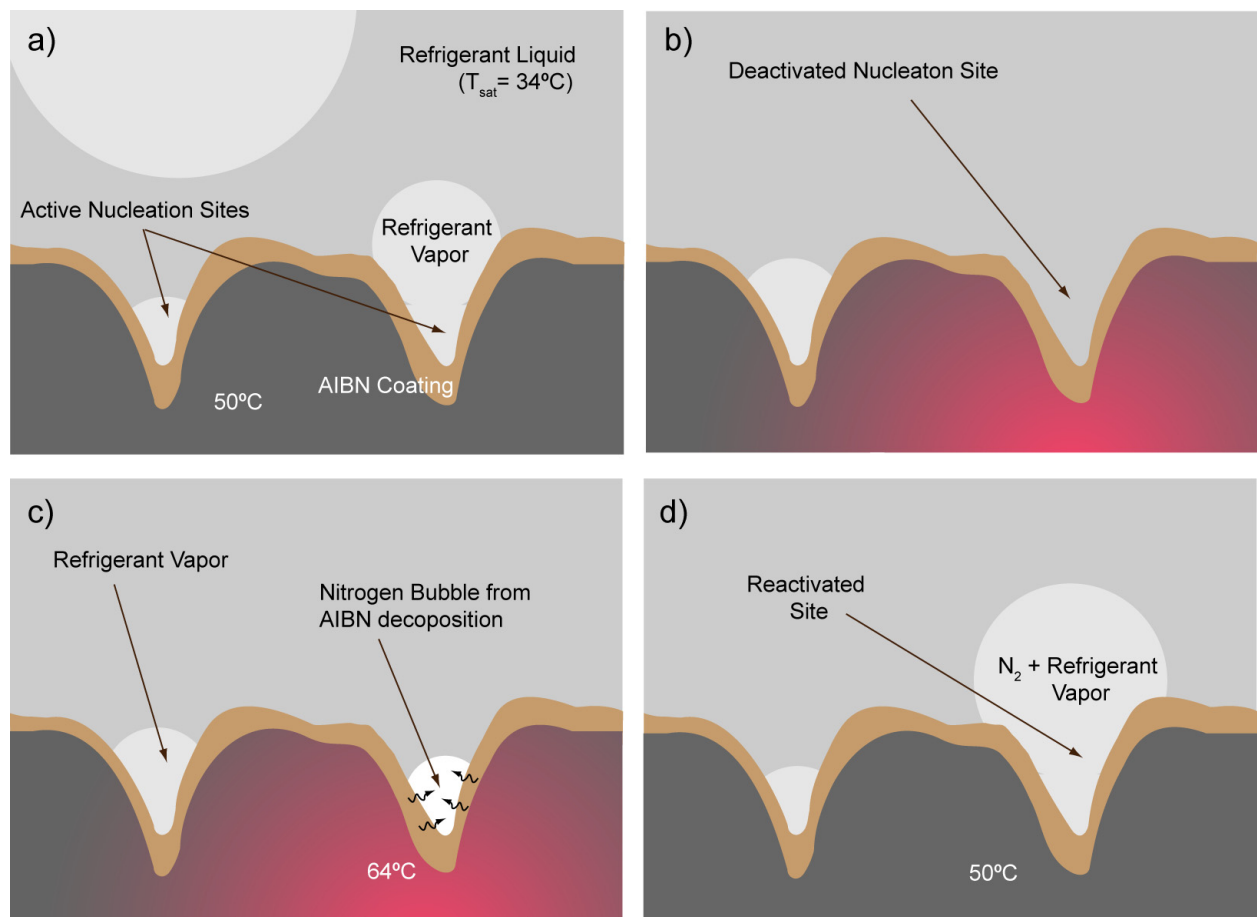 a)
Refrigerant Liquid
(Tsat= 34ºC)
Active Nucleation Sites
Refrigerant
Vapor
AIBN Coating
50ºC
b)
Deactivated Nucleaton Site
c)
Refrigerant Vapor
Nitrogen Bubble from
AIBN decoposition
64ºC
d)
Reactivated
Site
N2 + Refrigerant
Vapor
50ºC